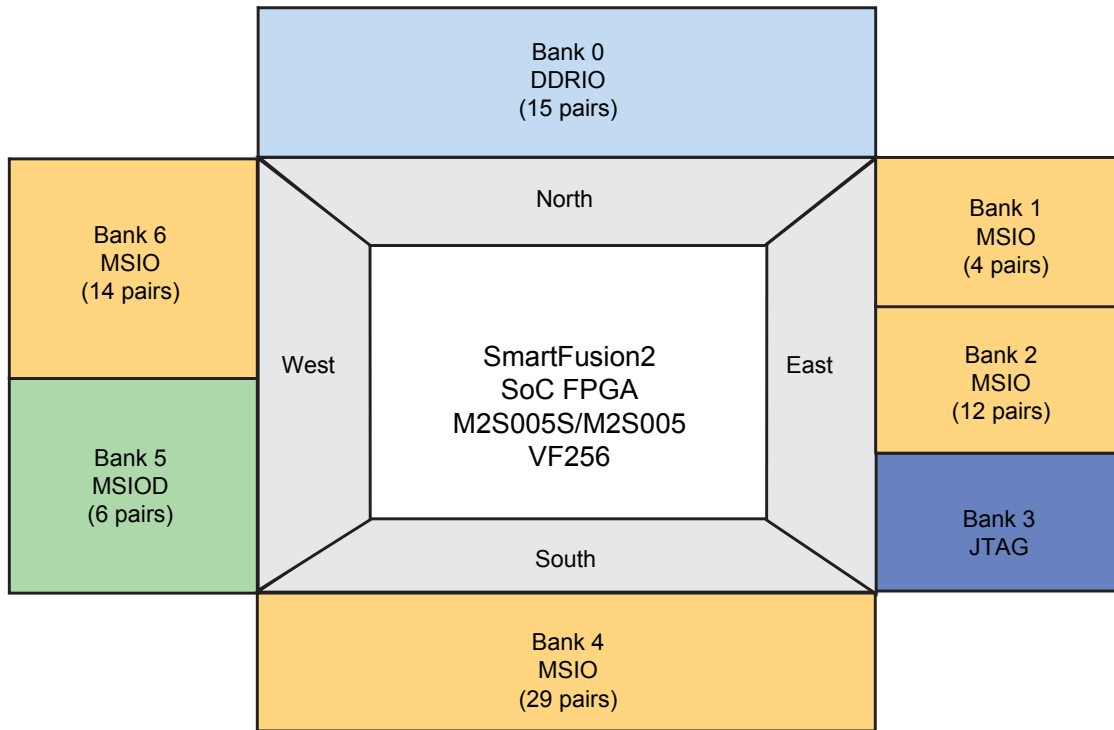 Bank 0
DDRIO
(15 pairs)
North
Bank 6
MSIO
(14 pairs)
Bank 1
MSIO
(4 pairs)
West
SmartFusion2
SoC FPGA
M2S005S/M2S005
VF256
East
Bank 2
MSIO
(12 pairs)
Bank 5
MSIOD
(6 pairs)
Bank 3
JTAG
South
Bank 4
MSIO
(29 pairs)